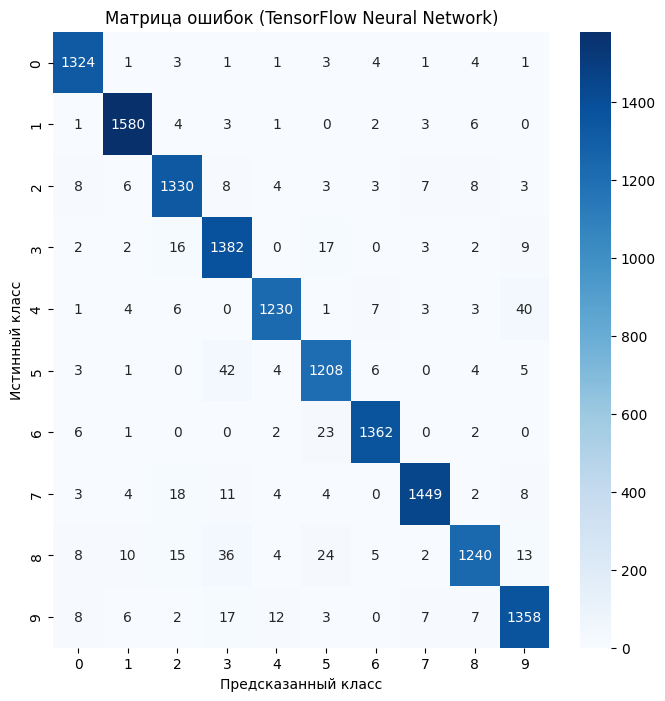 Матрица ошибок (TensorFlow Neural Network)
0 1324 1 3 1 1 3 4 1 4 1
1 1 1580 4 3 1 0 2 3 6 0
2 8 6 1330 8 4 3 3 7 8 3
3 2 2 16 1382 0 17 0 3 2 9
4 1 4 6 0 1230 1 7 3 3 40
5 3 1 0 42 4 1208 6 0 4 5
6 6 1 0 0 2 23 1362 0 2 0
7 3 4 18 11 4 4 0 1449 2 8
8 8 10 15 36 4 24 5 2 1240 13
9 8 6 2 17 12 3 0 7 7 1358
0 1 2 3 4 5 6 7 8 9
Истинный класс
Предсказанный класс
1400
1200
1000
800
600
400
200
0